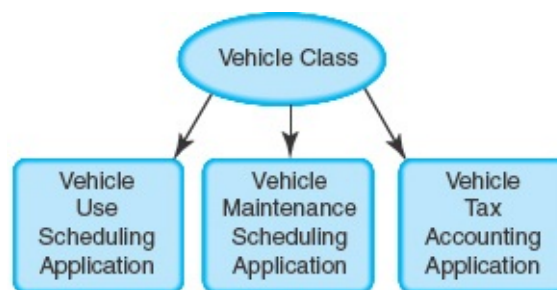 Vehicle Class
Vehicle
Use
Scheduling
Application
Vehicle
Maintenance
Scheduling
Application
Vehicle
Tax
Accounting
Application